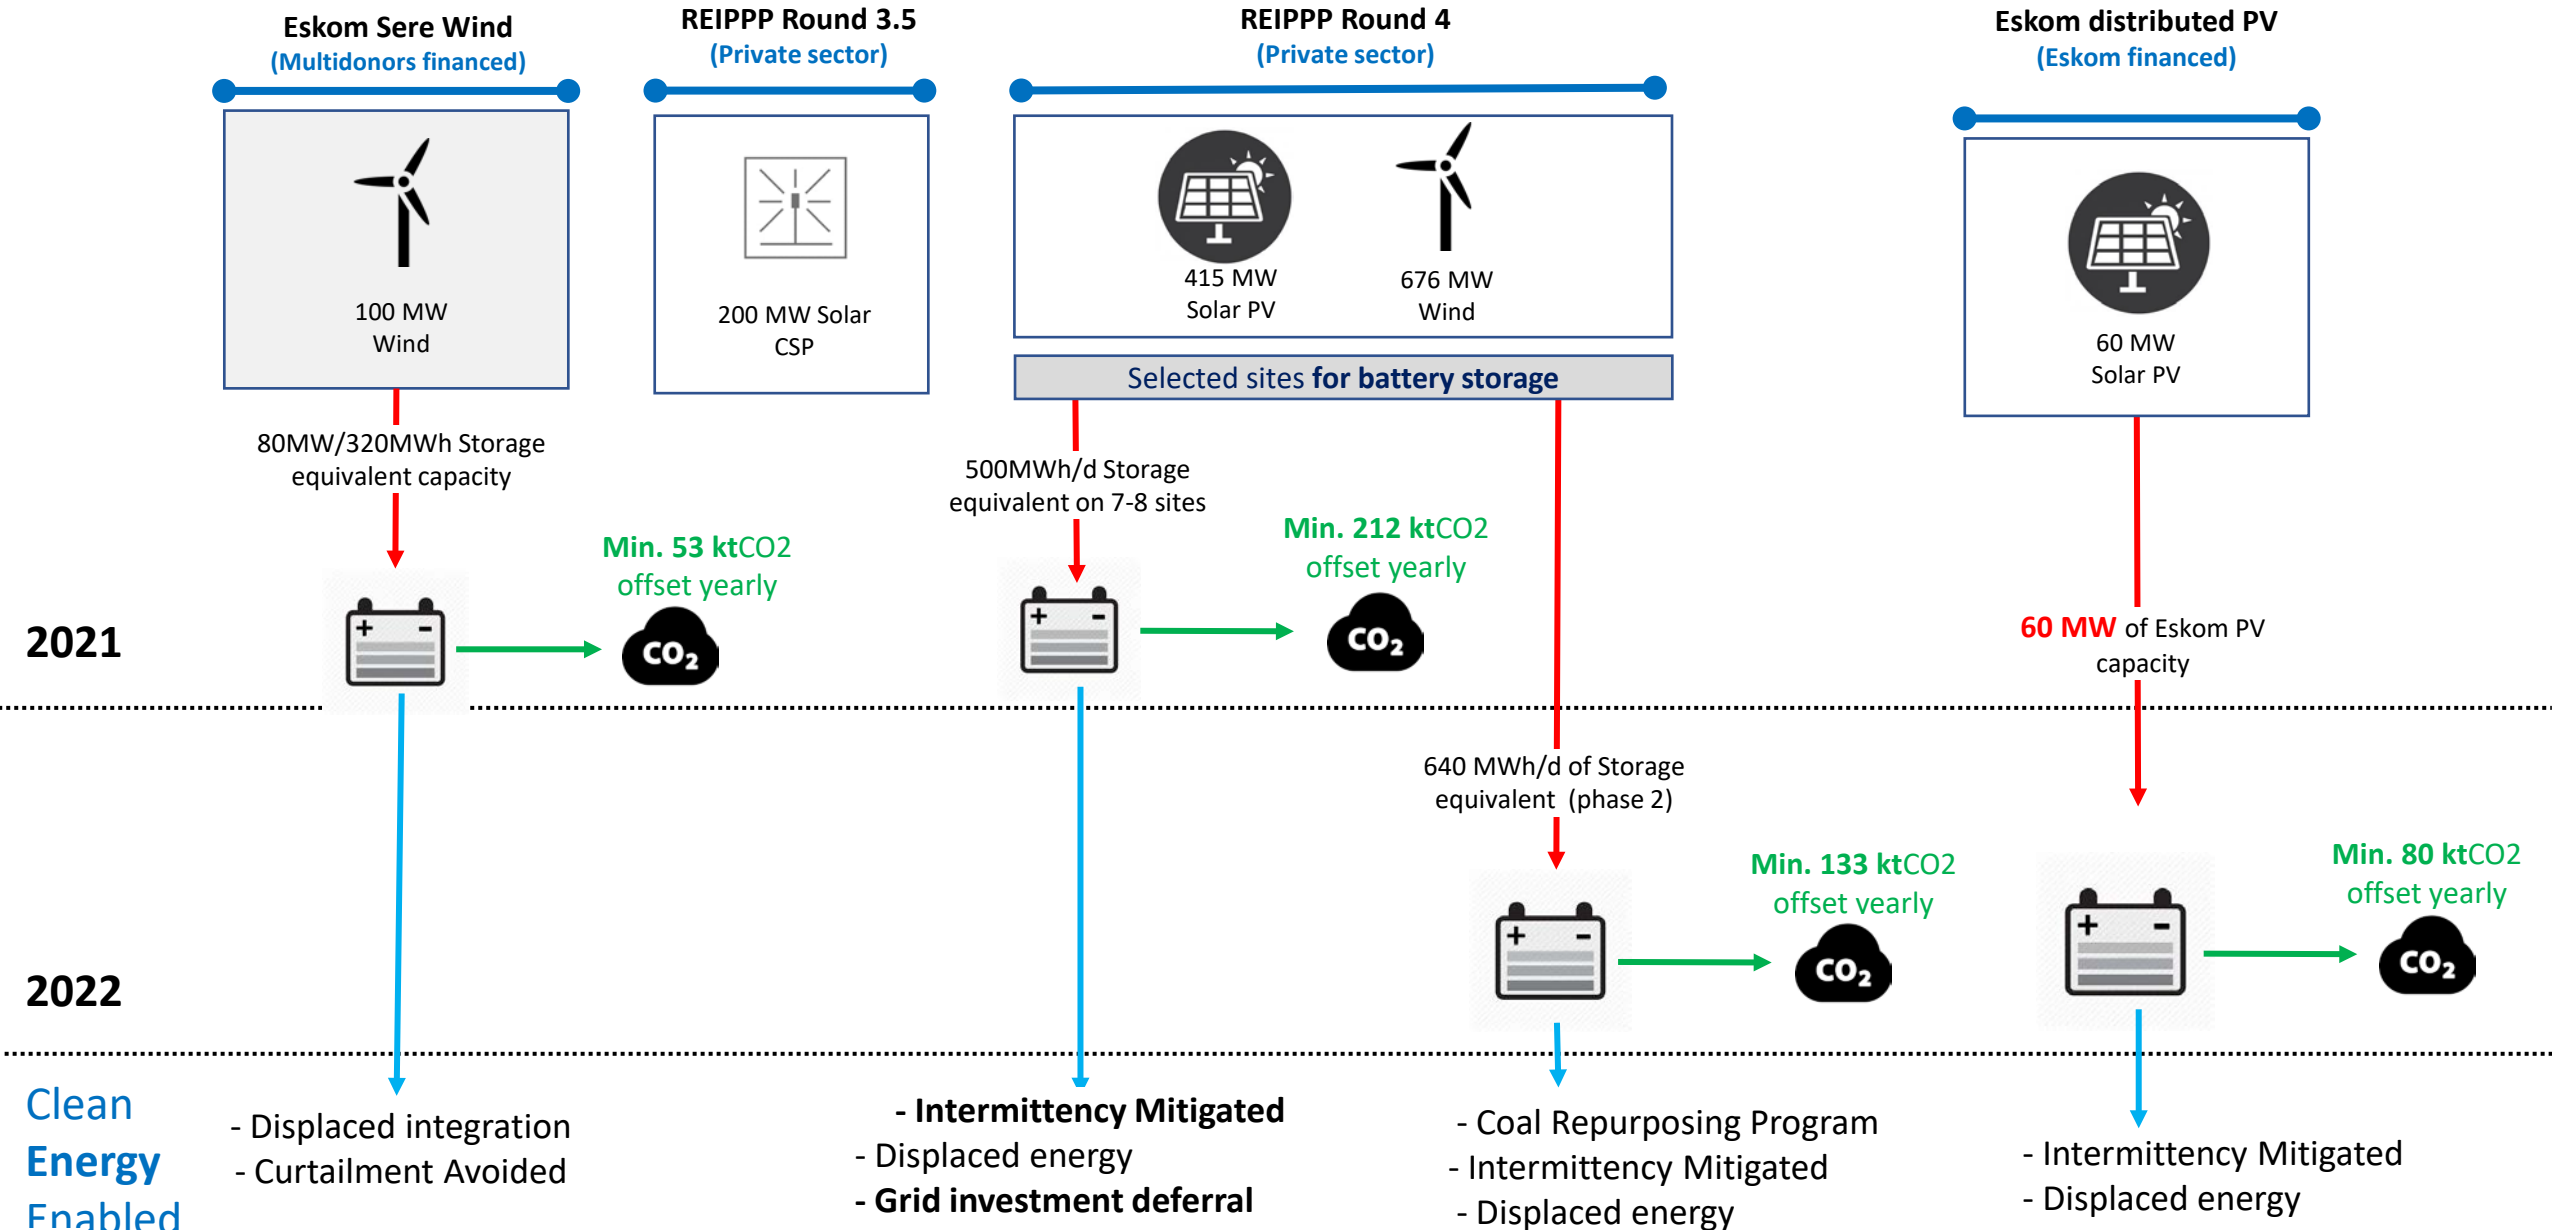 Eskom Sere Wind
(Multidonors financed)
REIPPP Round 3.5
(Private sector)
REIPPP Round 4
(Private sector)
Eskom distributed PV
(Eskom financed)
100 MW
Wind
200 MW Solar
CSP
415 MW
Solar PV
676 MW
Wind
60 MW
Solar PV
Selected sites for battery storage
80MW/320MWh Storage
equivalent capacity
500MWh/d Storage
equivalent on 7-8 sites
Min. 53 ktCO2
offset yearly
Min. 212 ktCO2
offset yearly
2021
+ -
CO2
+ -
CO2
60 MW of Eskom PV
capacity
640 MWh/d of Storage
equivalent (phase 2)
Min. 133 ktCO2
offset yearly
Min. 80 ktCO2
offset yearly
2022
+ -
CO2
+ -
CO2
Clean
Energy
Enabled
- Displaced integration
- Curtailment Avoided
- Intermittency Mitigated
- Displaced energy
- Grid investment deferral
- Coal Repurposing Program
- Intermittency Mitigated
- Displaced energy
- Intermittency Mitigated
- Displaced energy